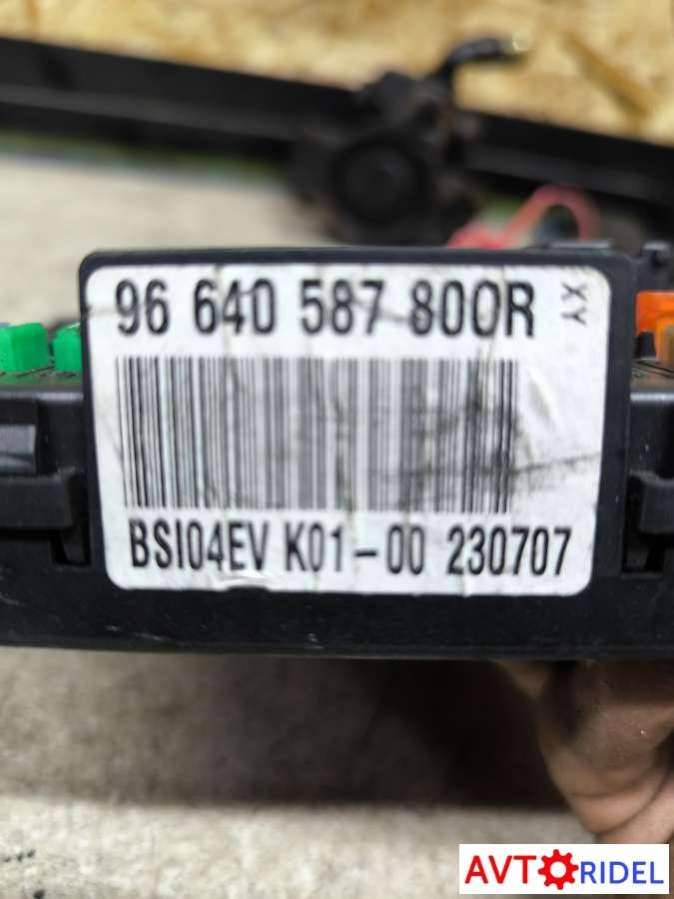 96 640 587 800R
XY
BSI04EV K01-00 230707
AVTORIDEL